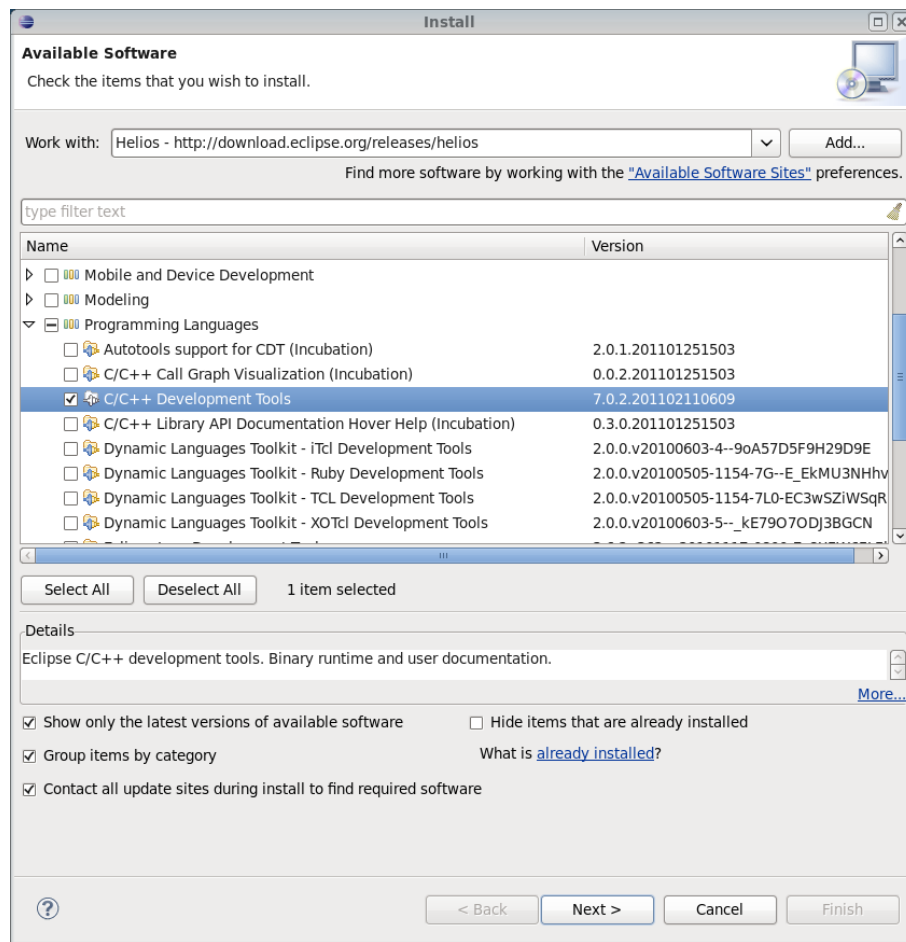 Install
Available Software
Check the items that you wish to install.
Work with: Helios - http://download.eclipse.org/releases/helios Add...
Find more software by working with the "Available Software Sites" preferences.
type filter text
Name Version
Mobile and Device Development
Modeling
Programming Languages
Autotools support for CDT (Incubation) 2.0.1.201101251503
C/C++ Call Graph Visualization (Incubation) 0.0.2.201101251503
C/C++ Development Tools 7.0.2.201102110609
C/C++ Library API Documentation Hover Help (Incubation) 0.3.0.201101251503
Dynamic Languages Toolkit - iTcl Development Tools 2.0.0.v20100603-4--9oA57D5F9H29D9E
Dynamic Languages Toolkit - Ruby Development Tools 2.0.0.v20100505-1154-7G--E_EkMU3NHhv
Dynamic Languages Toolkit - TCL Development Tools 2.0.0.v20100505-1154-7L0-EC3wSZiWSqR
Dynamic Languages Toolkit - XOTcl Development Tools 2.0.0.v20100603-5--_kE79O7ODJ3BGCN
Select All Deselect All 1 item selected
Details
Eclipse C/C++ development tools. Binary runtime and user documentation.
More...
Show only the latest versions of available software Hide items that are already installed
Group items by category What is already installed?
Contact all update sites during install to find required software
? < Back Next > Cancel Finish